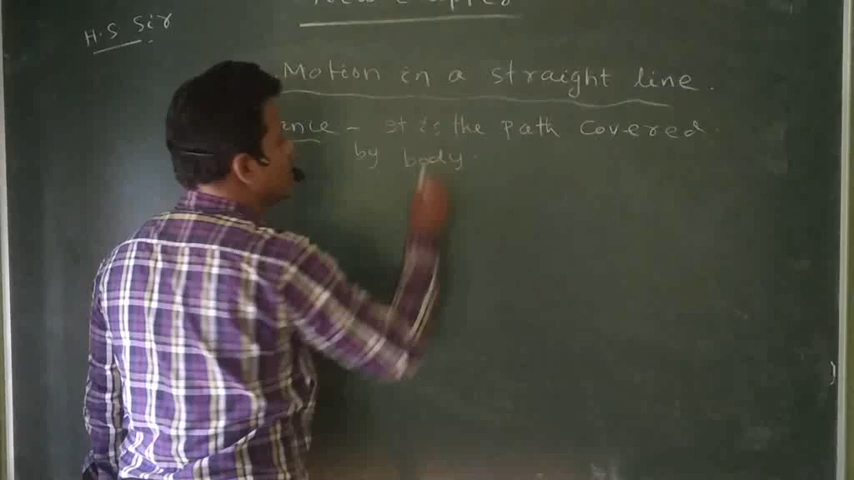 H.S Sir
Motion in a straight line.
ance - It is the path covered.
by body.